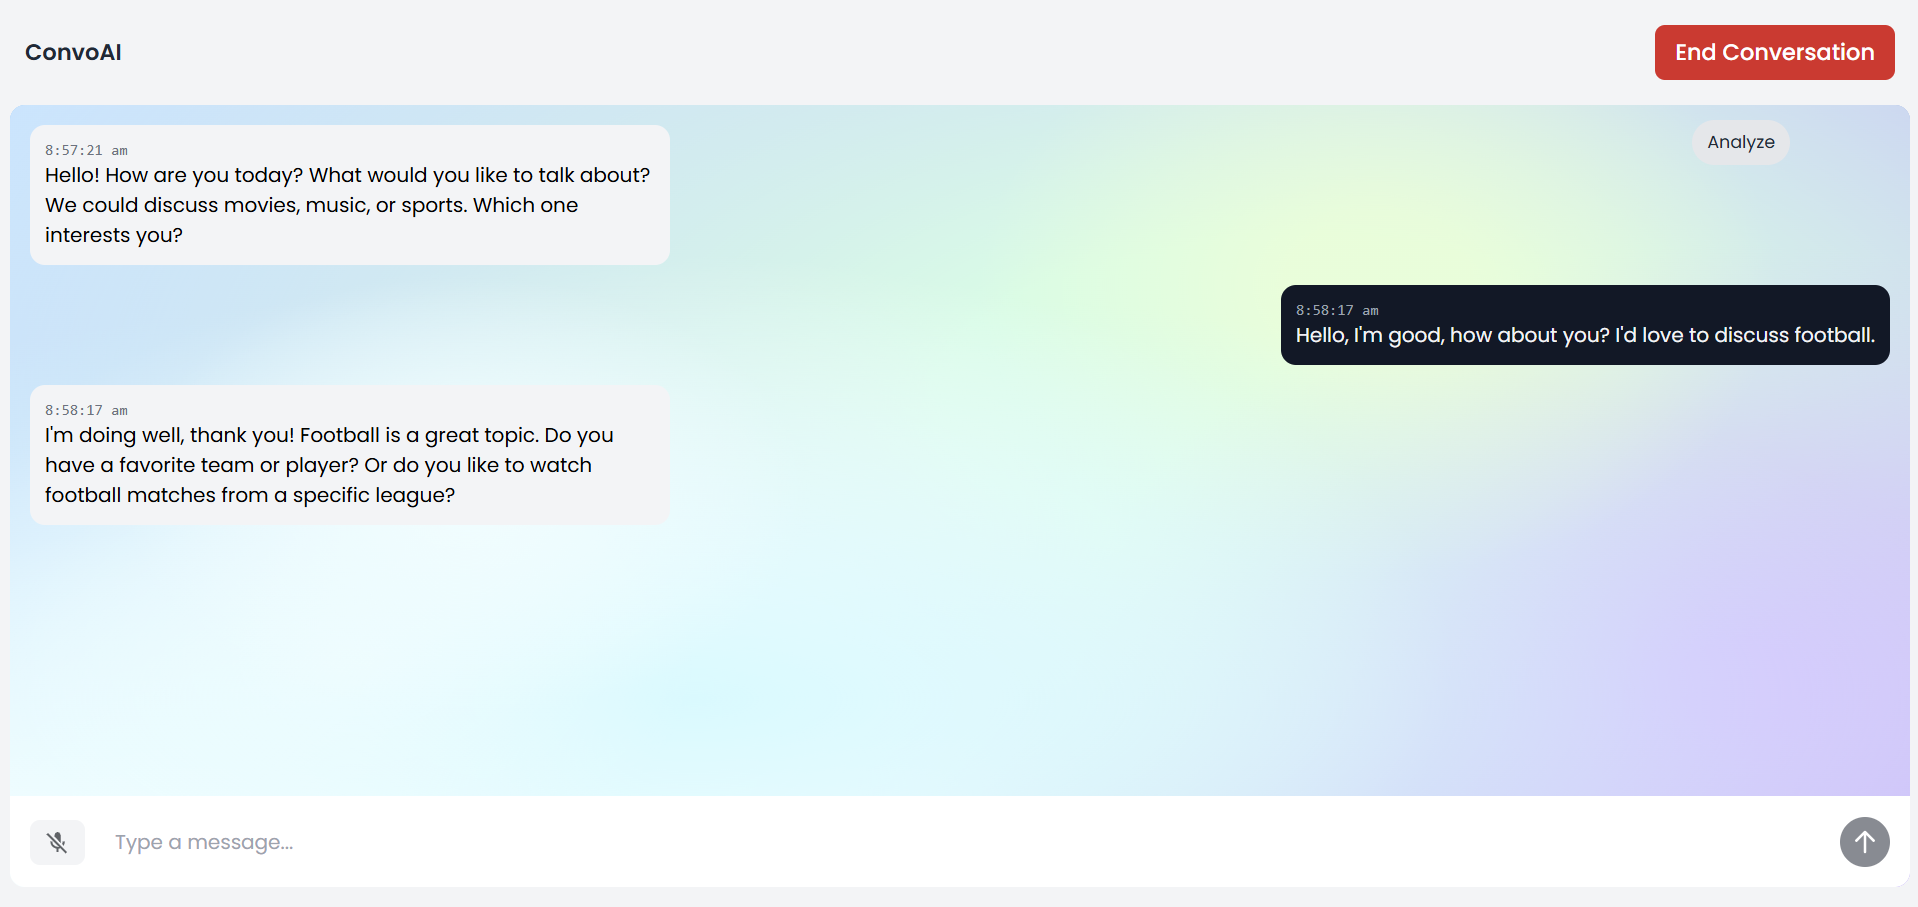 ConvoAI
End Conversation
Analyze
8:57:21 am
Hello! How are you today? What would you like to talk about?
We could discuss movies, music, or sports. Which one
interests you?
8:58:17 am
Hello, I'm good, how about you? I'd love to discuss football.
8:58:17 am
I'm doing well, thank you! Football is a great topic. Do you
have a favorite team or player? Or do you like to watch
football matches from a specific league?
Type a message...